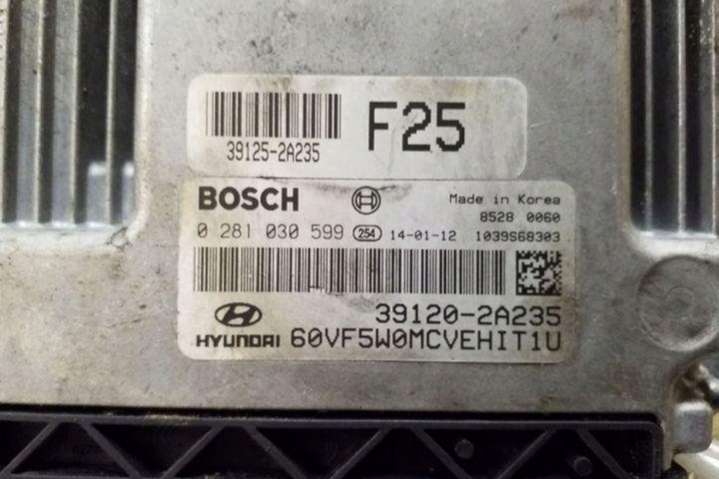 F25
39125-2A235
BOSCH
Made in Korea
8528 0060
0 281 030 599 254 14-01-12 1039S68303
39120-2A235
HYUNDAI 60VF5W0MCVEHIT1U